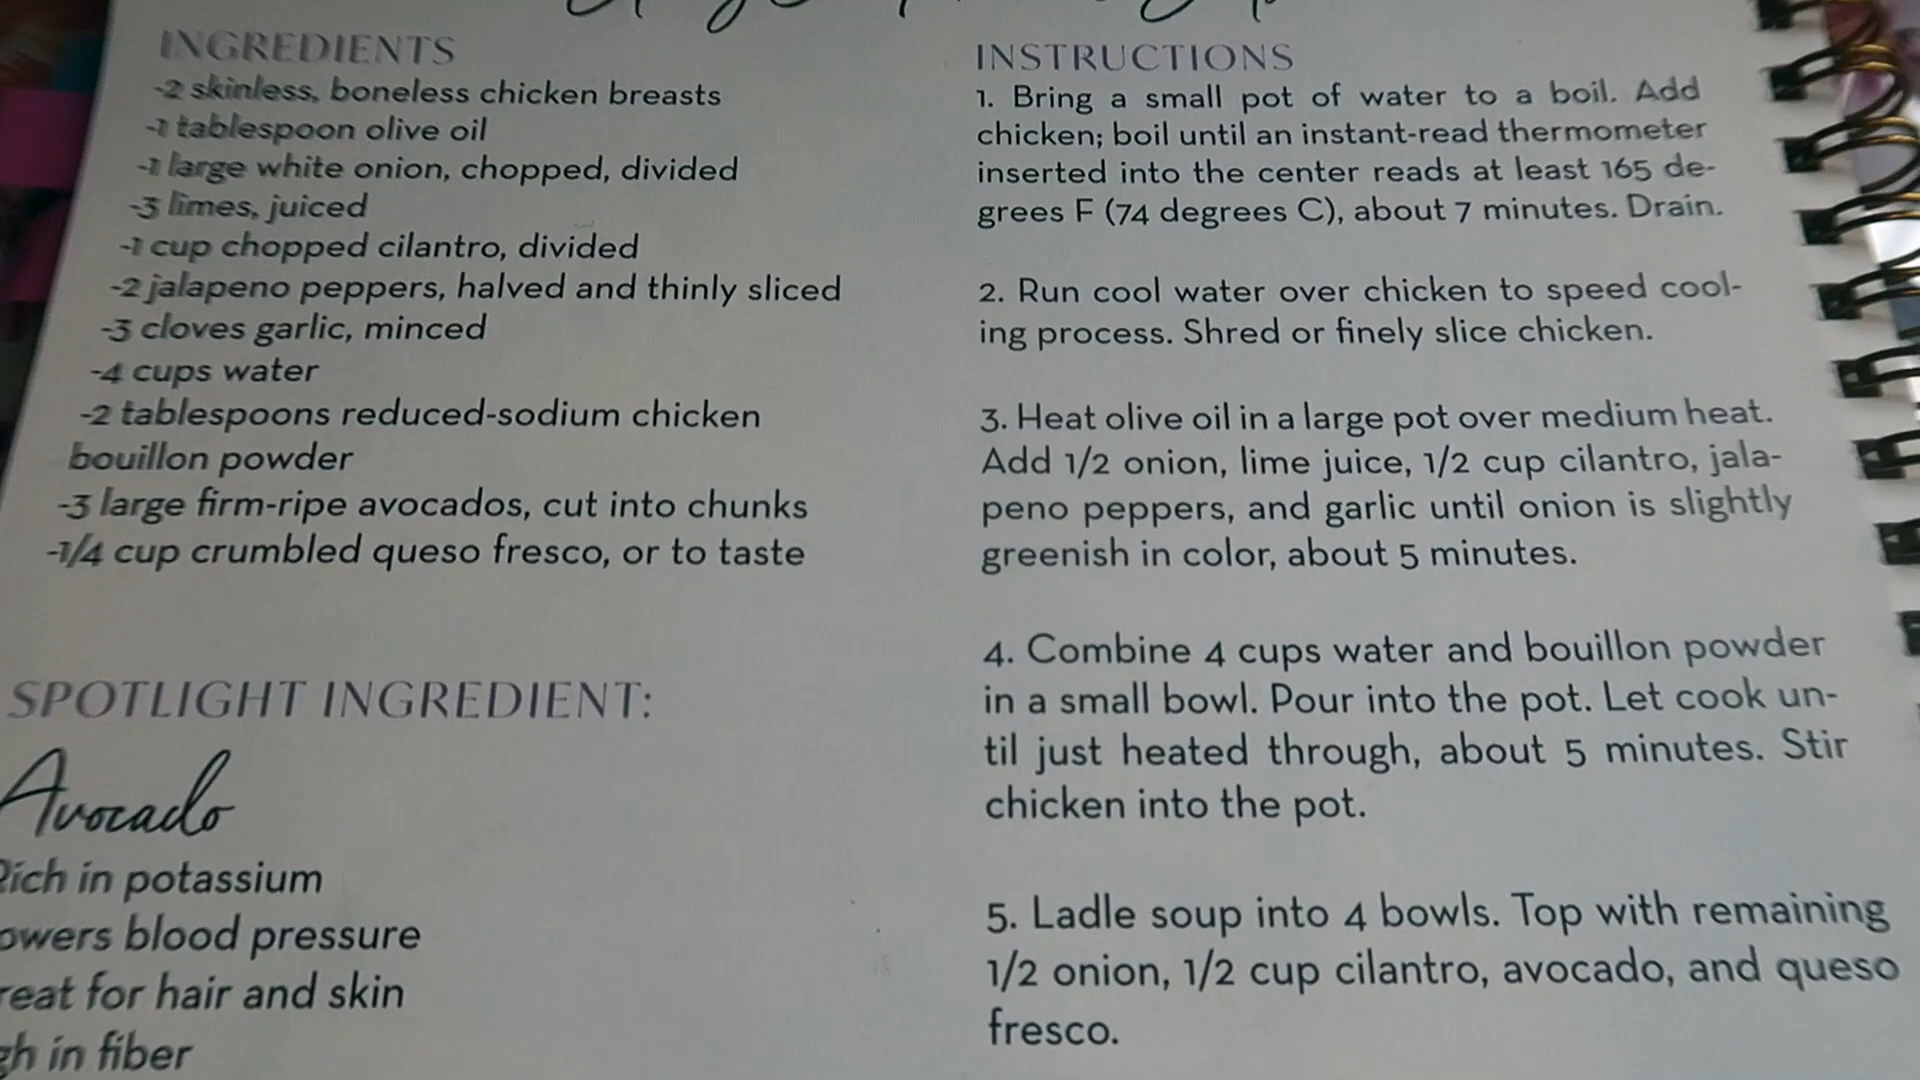 INGREDIENTS
-2 skinless, boneless chicken breasts
-1 tablespoon olive oil
-1 large white onion, chopped, divided
-3 limes, juiced
-1 cup chopped cilantro, divided
-2 jalapeno peppers, halved and thinly sliced
-3 cloves garlic, minced
-4 cups water
-2 tablespoons reduced-sodium chicken
bouillon powder
-3 large firm-ripe avocados, cut into chunks
-1/4 cup crumbled queso fresco, or to taste
SPOTLIGHT INGREDIENT:
Avocado
Rich in potassium
owers blood pressure
reat for hair and skin
gh in fiber
INSTRUCTIONS
1. Bring a small pot of water to a boil. Add
chicken; boil until an instant-read thermometer
inserted into the center reads at least 165 de-
grees F (74 degrees C), about 7 minutes. Drain.
2. Run cool water over chicken to speed cool-
ing process. Shred or finely slice chicken.
3. Heat olive oil in a large pot over medium heat.
Add 1/2 onion, lime juice, 1/2 cup cilantro, jala-
peno peppers, and garlic until onion is slightly
greenish in color, about 5 minutes.
4. Combine 4 cups water and bouillon powder
in a small bowl. Pour into the pot. Let cook un-
til just heated through, about 5 minutes. Stir
chicken into the pot.
5. Ladle soup into 4 bowls. Top with remaining
1/2 onion, 1/2 cup cilantro, avocado, and queso
fresco.